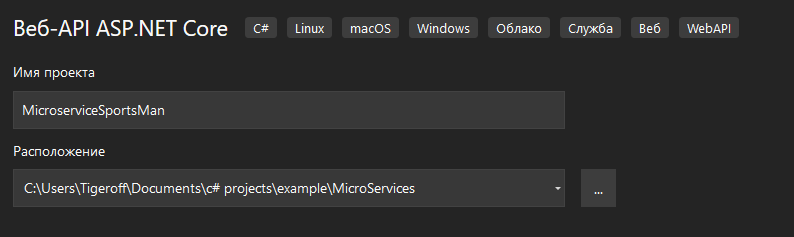 Веб-API ASP.NET Core C# Linux macOS Windows Облако Служба Веб WebAPI
Имя проекта
MicroserviceSportsMan
Расположение
C:\Users\Tigeroff\Documents\c# projects\example\MicroServices ...